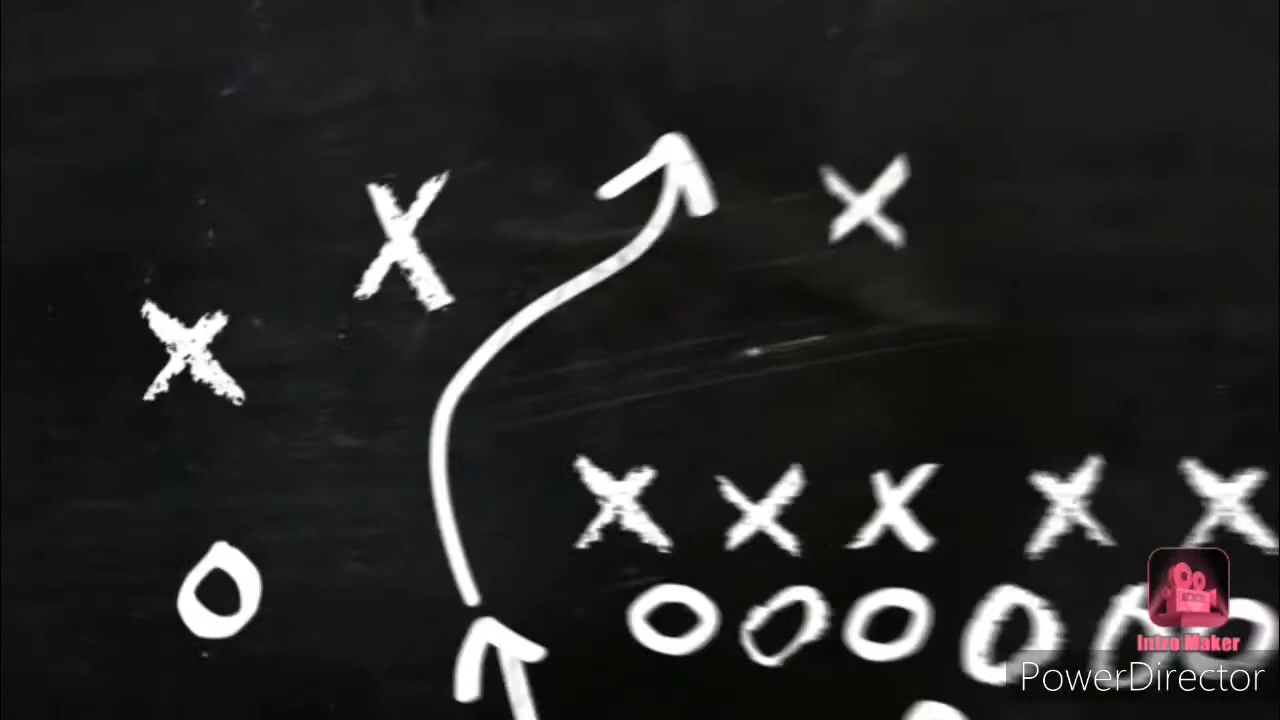 X X
X
X X X X X
O
O O O O O O
Intro Maker
PowerDirector